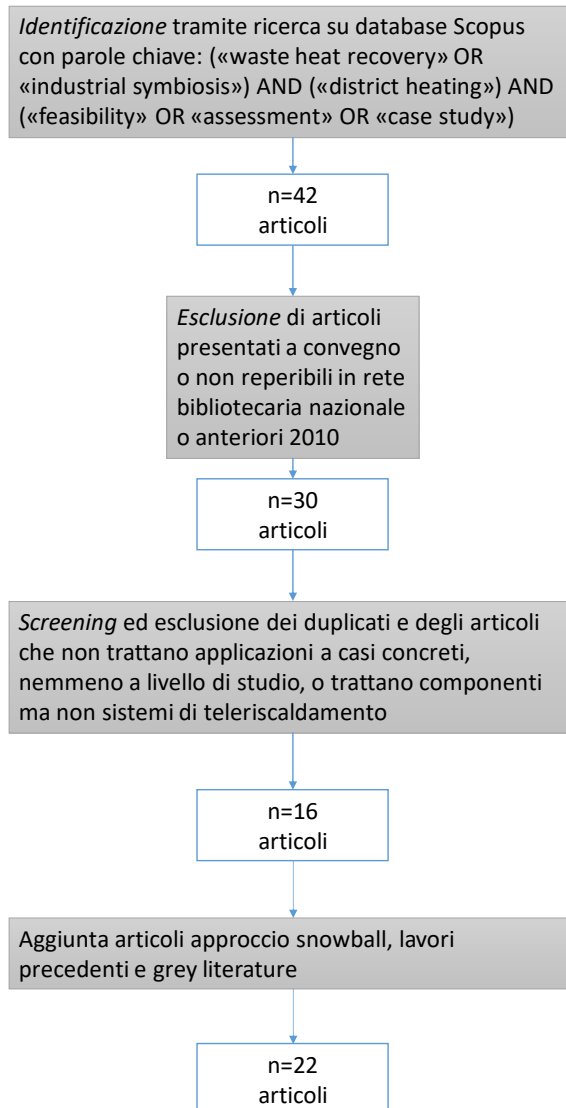 Identificazione tramite ricerca su database Scopus
con parole chiave: («waste heat recovery» OR
«industrial symbiosis») AND («district heating») AND
(«feasibility» OR «assessment» OR «case study»)
n=42
articoli
Esclusione di articoli
presentati a convegno
o non reperibili in rete
bibliotecaria nazionale
o anteriori 2010
n=30
articoli
Screening ed esclusione dei duplicati e degli articoli
che non trattano applicazioni a casi concreti,
nemmeno a livello di studio, o trattano componenti
ma non sistemi di teleriscaldamento
n=16
articoli
Aggiunta articoli approccio snowball, lavori
precedenti e grey literature
n=22
articoli